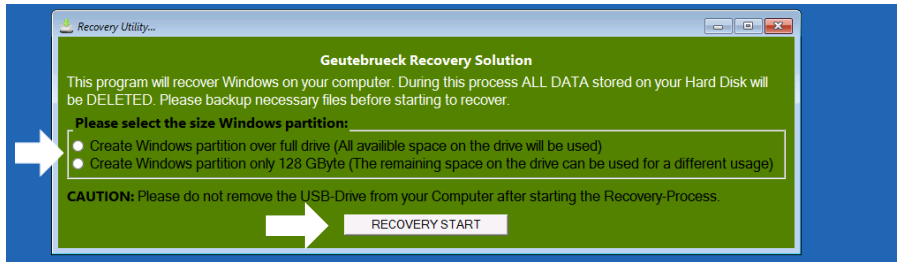 Recovery Utility...
Geutebrueck Recovery Solution
This program will recover Windows on your computer. During this process ALL DATA stored on your Hard Disk will
be DELETED. Please backup necessary files before starting to recover.
Please select the size Windows partition:
Create Windows partition over full drive (All availible space on the drive will be used)
Create Windows partition only 128 GByte (The remaining space on the drive can be used for a different usage)
CAUTION: Please do not remove the USB-Drive from your Computer after starting the Recovery-Process.
RECOVERY START